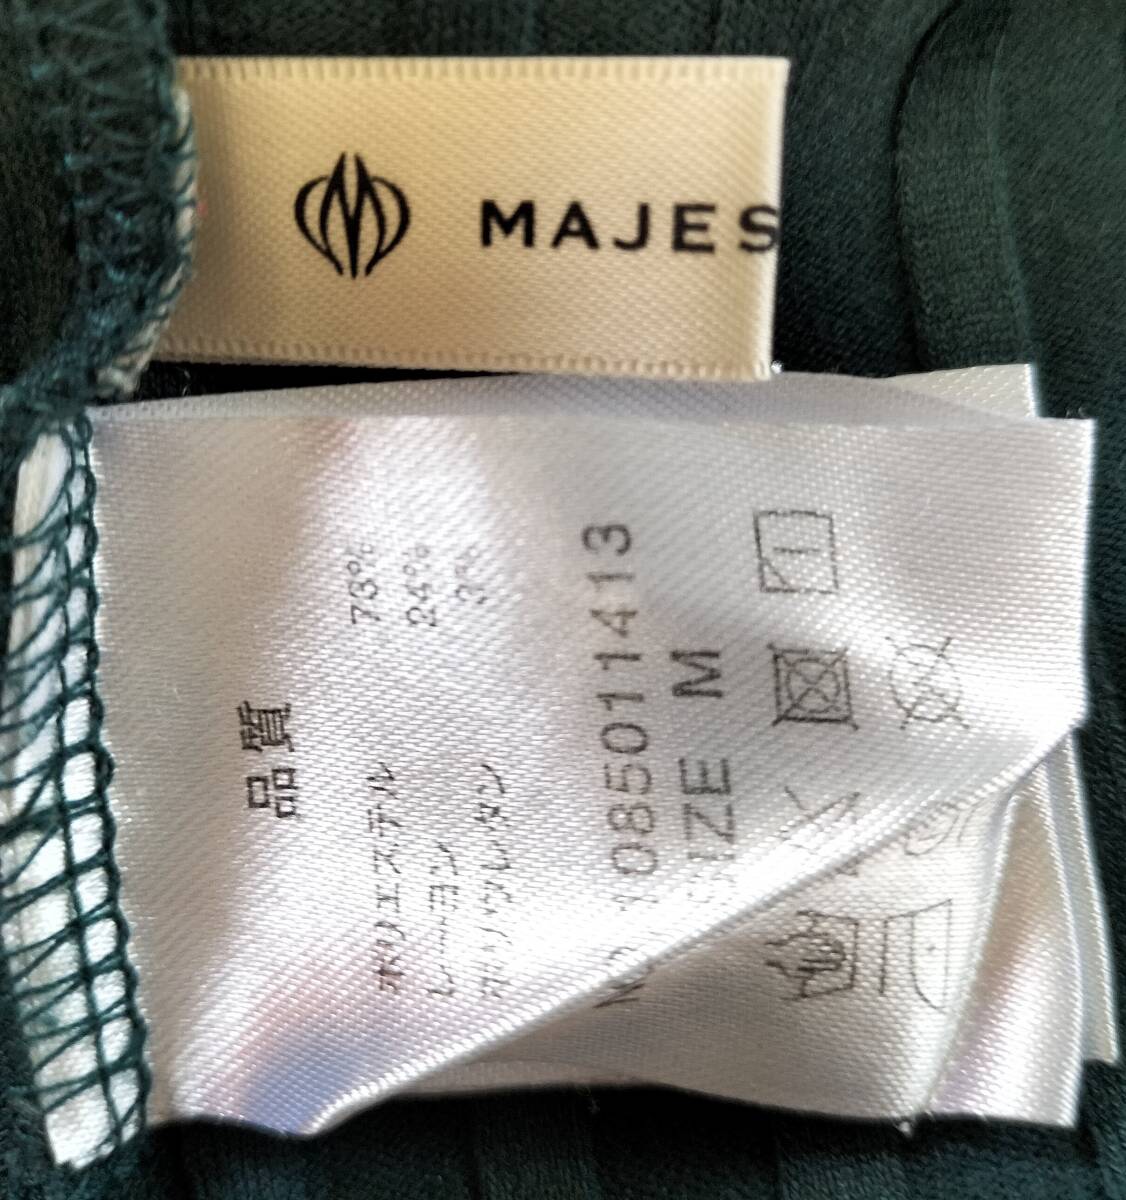 MAJES
品質
ポリエステル 73%
レーヨン 24%
ポリウレタン 3%
1085011413
SIZE M